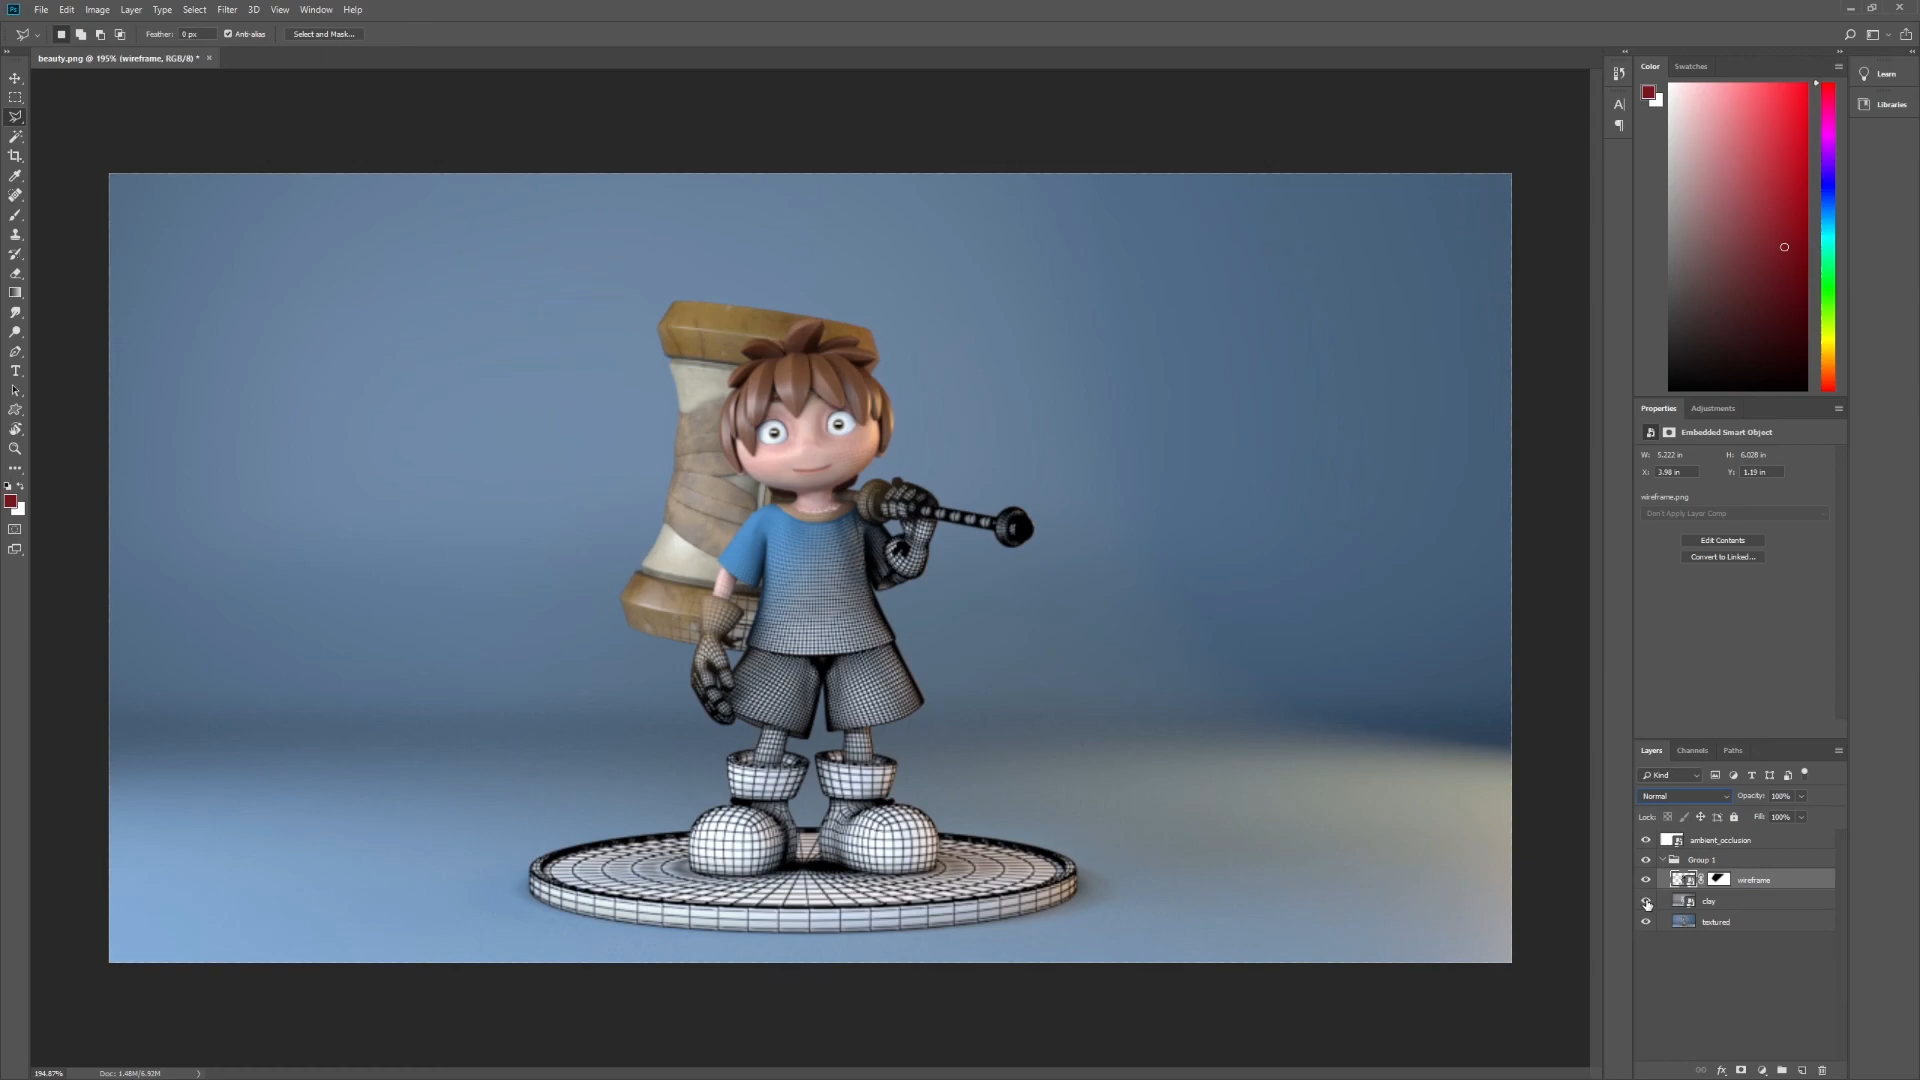 Ps File Edit Image Layer Type Select Filter 3D View Window Help
Feather: 0 px Anti-alias Select and Mask...
beauty.png @ 195% (wireframe, RGB/8) * ×
Color Swatches
Learn
Libraries
Properties Adjustments
Embedded Smart Object
W: 5.222 in H: 6.028 in
X: 3.98 in Y: 1.19 in
wireframe.png
Don't Apply Layer Comp
Edit Contents
Convert to Linked...
Layers Channels Paths
Kind
Normal Opacity: 100%
Lock: Fill: 100%
ambient_occlusion
Group 1
wireframe
clay
textured
194.87% Doc: 1.48M/6.92M